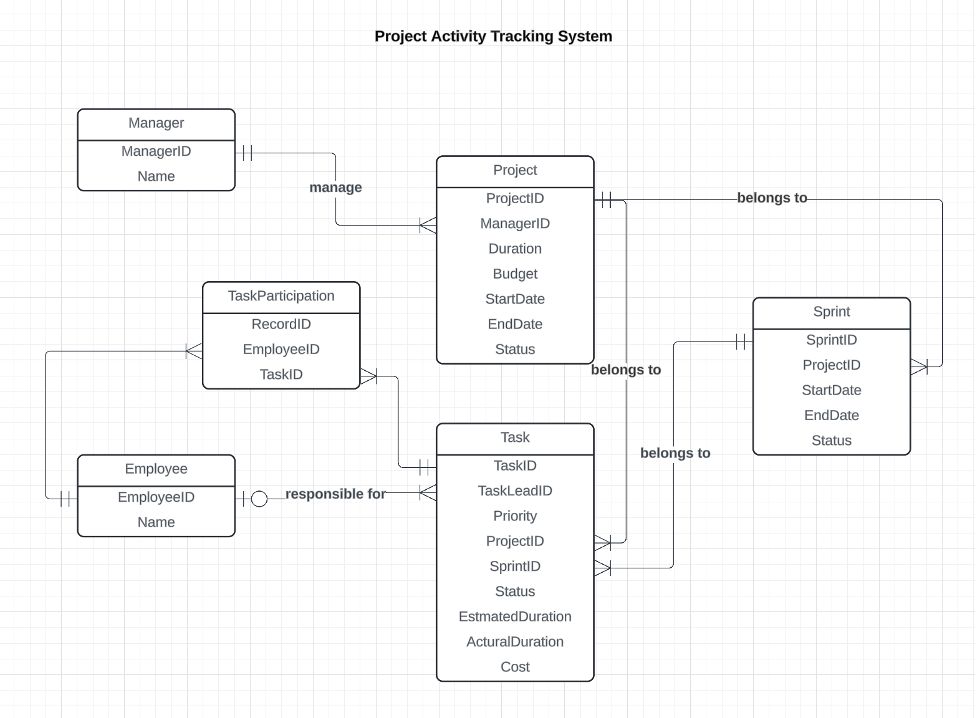 Project Activity Tracking System
Manager
ManagerID
Name
manage
Project
ProjectID
ManagerID
Duration
Budget
StartDate
EndDate
Status
belongs to
TaskParticipation
RecordID
EmployeeID
TaskID
Sprint
SprintID
ProjectID
StartDate
EndDate
Status
belongs to
belongs to
Employee
EmployeeID
Name
responsible for
Task
TaskID
TaskLeadID
Priority
ProjectID
SprintID
Status
EstmatedDuration
ActuralDuration
Cost